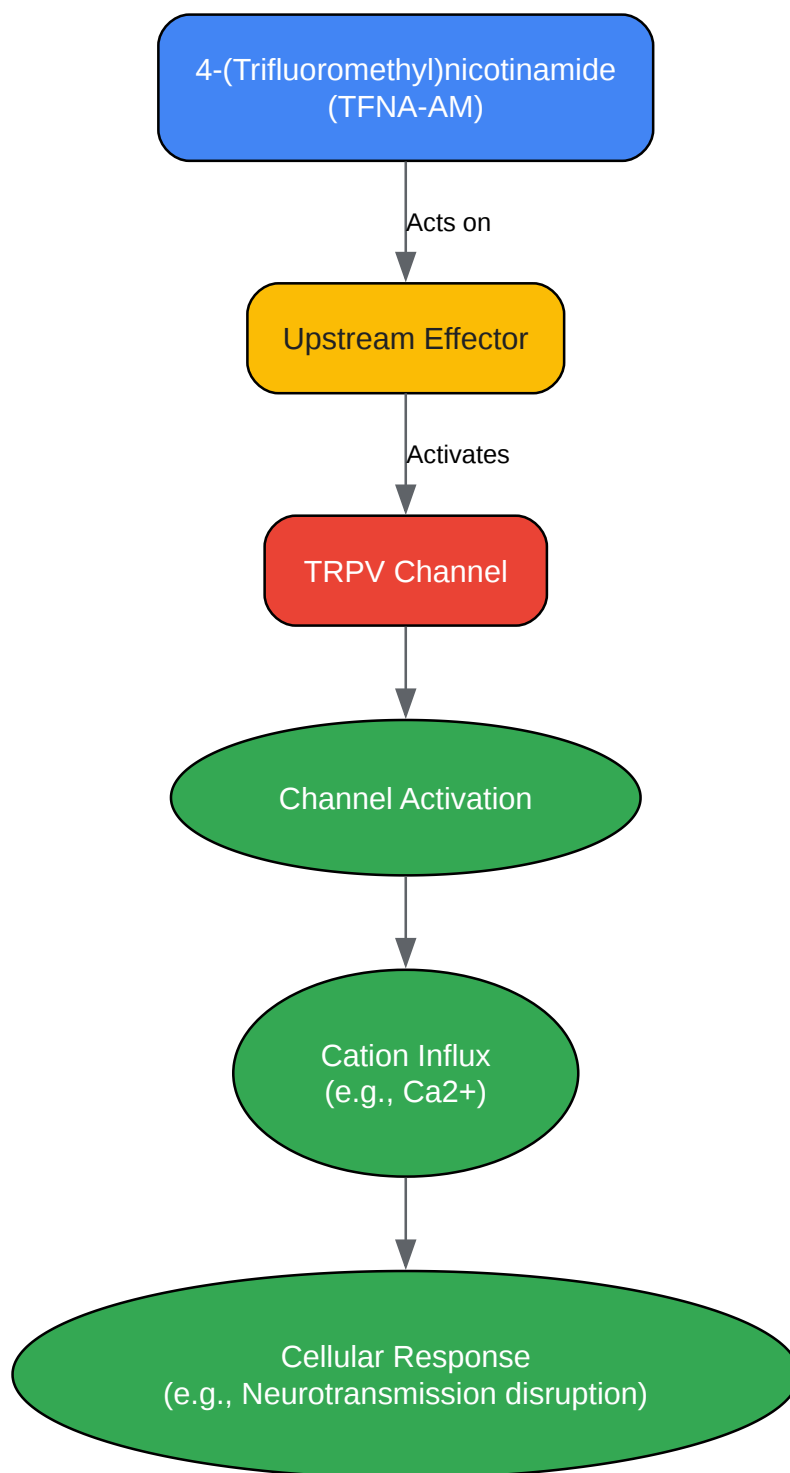 4-(Trifluoromethyl)nicotinamide
(TFNA-AM)
Acts on
Upstream Effector
Activates
TRPV Channel
Channel Activation
Cation Influx
(e.g., Ca2+)
Cellular Response
(e.g., Neurotransmission disruption)